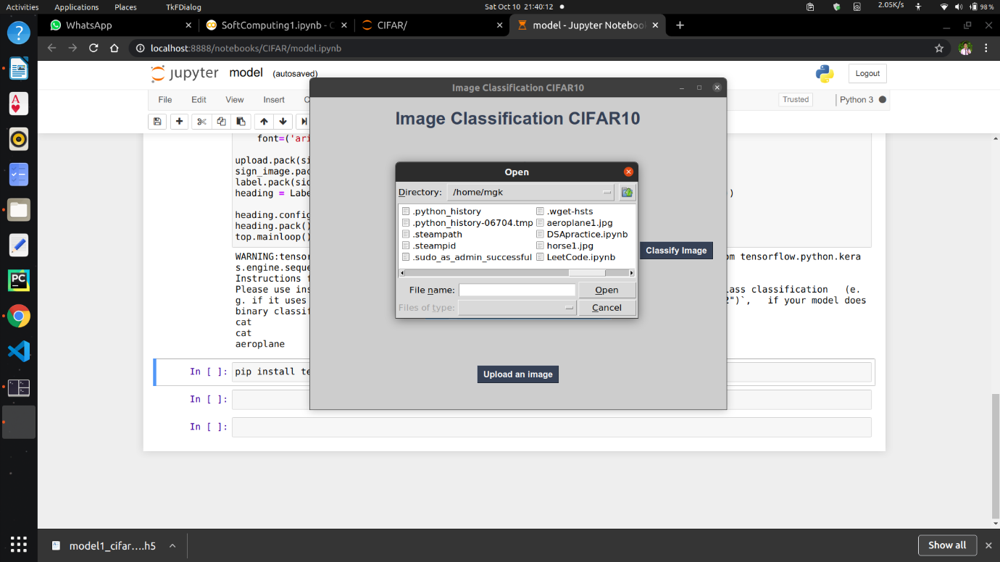 Activities Applications Places TkFDialog Sat Oct 10 21:40:12 2.05K/s 98 %
WhatsApp SoftComputing1.ipynb - C CIFAR/ model - Jupyter Notebook
localhost:8888/notebooks/CIFAR/model.ipynb
jupyter model (autosaved) Logout
File Edit View Insert C Trusted Python 3
Image Classification CIFAR10
Image Classification CIFAR10
font=('ari
upload.pack(si
sign_image.pac
label.pack(sid
heading = Labe )
heading.config
heading.pack()
top.mainloop()
Open
Directory: /home/mgk
.python_history .wget-hsts
.python_history-06704.tmp aeroplane1.jpg
.steampath DSApractice.ipynb
.steampid horse1.jpg
.sudo_as_admin_successful LeetCode.ipynb
File name: Open
Files of type: Cancel
Classify Image
Upload an image
WARNING:tensor om tensorflow.python.kera
s.engine.seque
Instructions f
Please use ins lass classification (e.
g. if it uses 2")`, if your model does
binary classif
cat
cat
aeroplane
In [ ]: pip install te
In [ ]:
In [ ]:
model1_cifar....h5 Show all